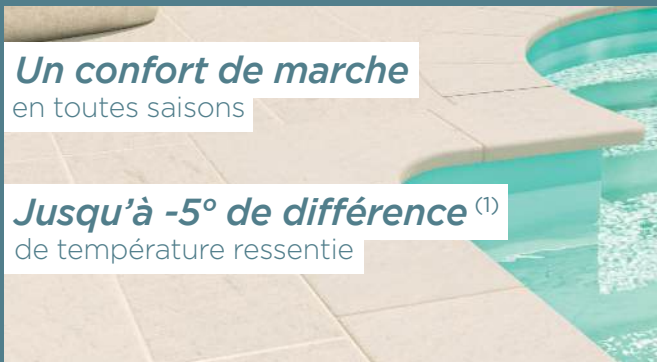 Un confort de marche
en toutes saisons
Jusqu'à -5° de différence (1)
de température ressentie